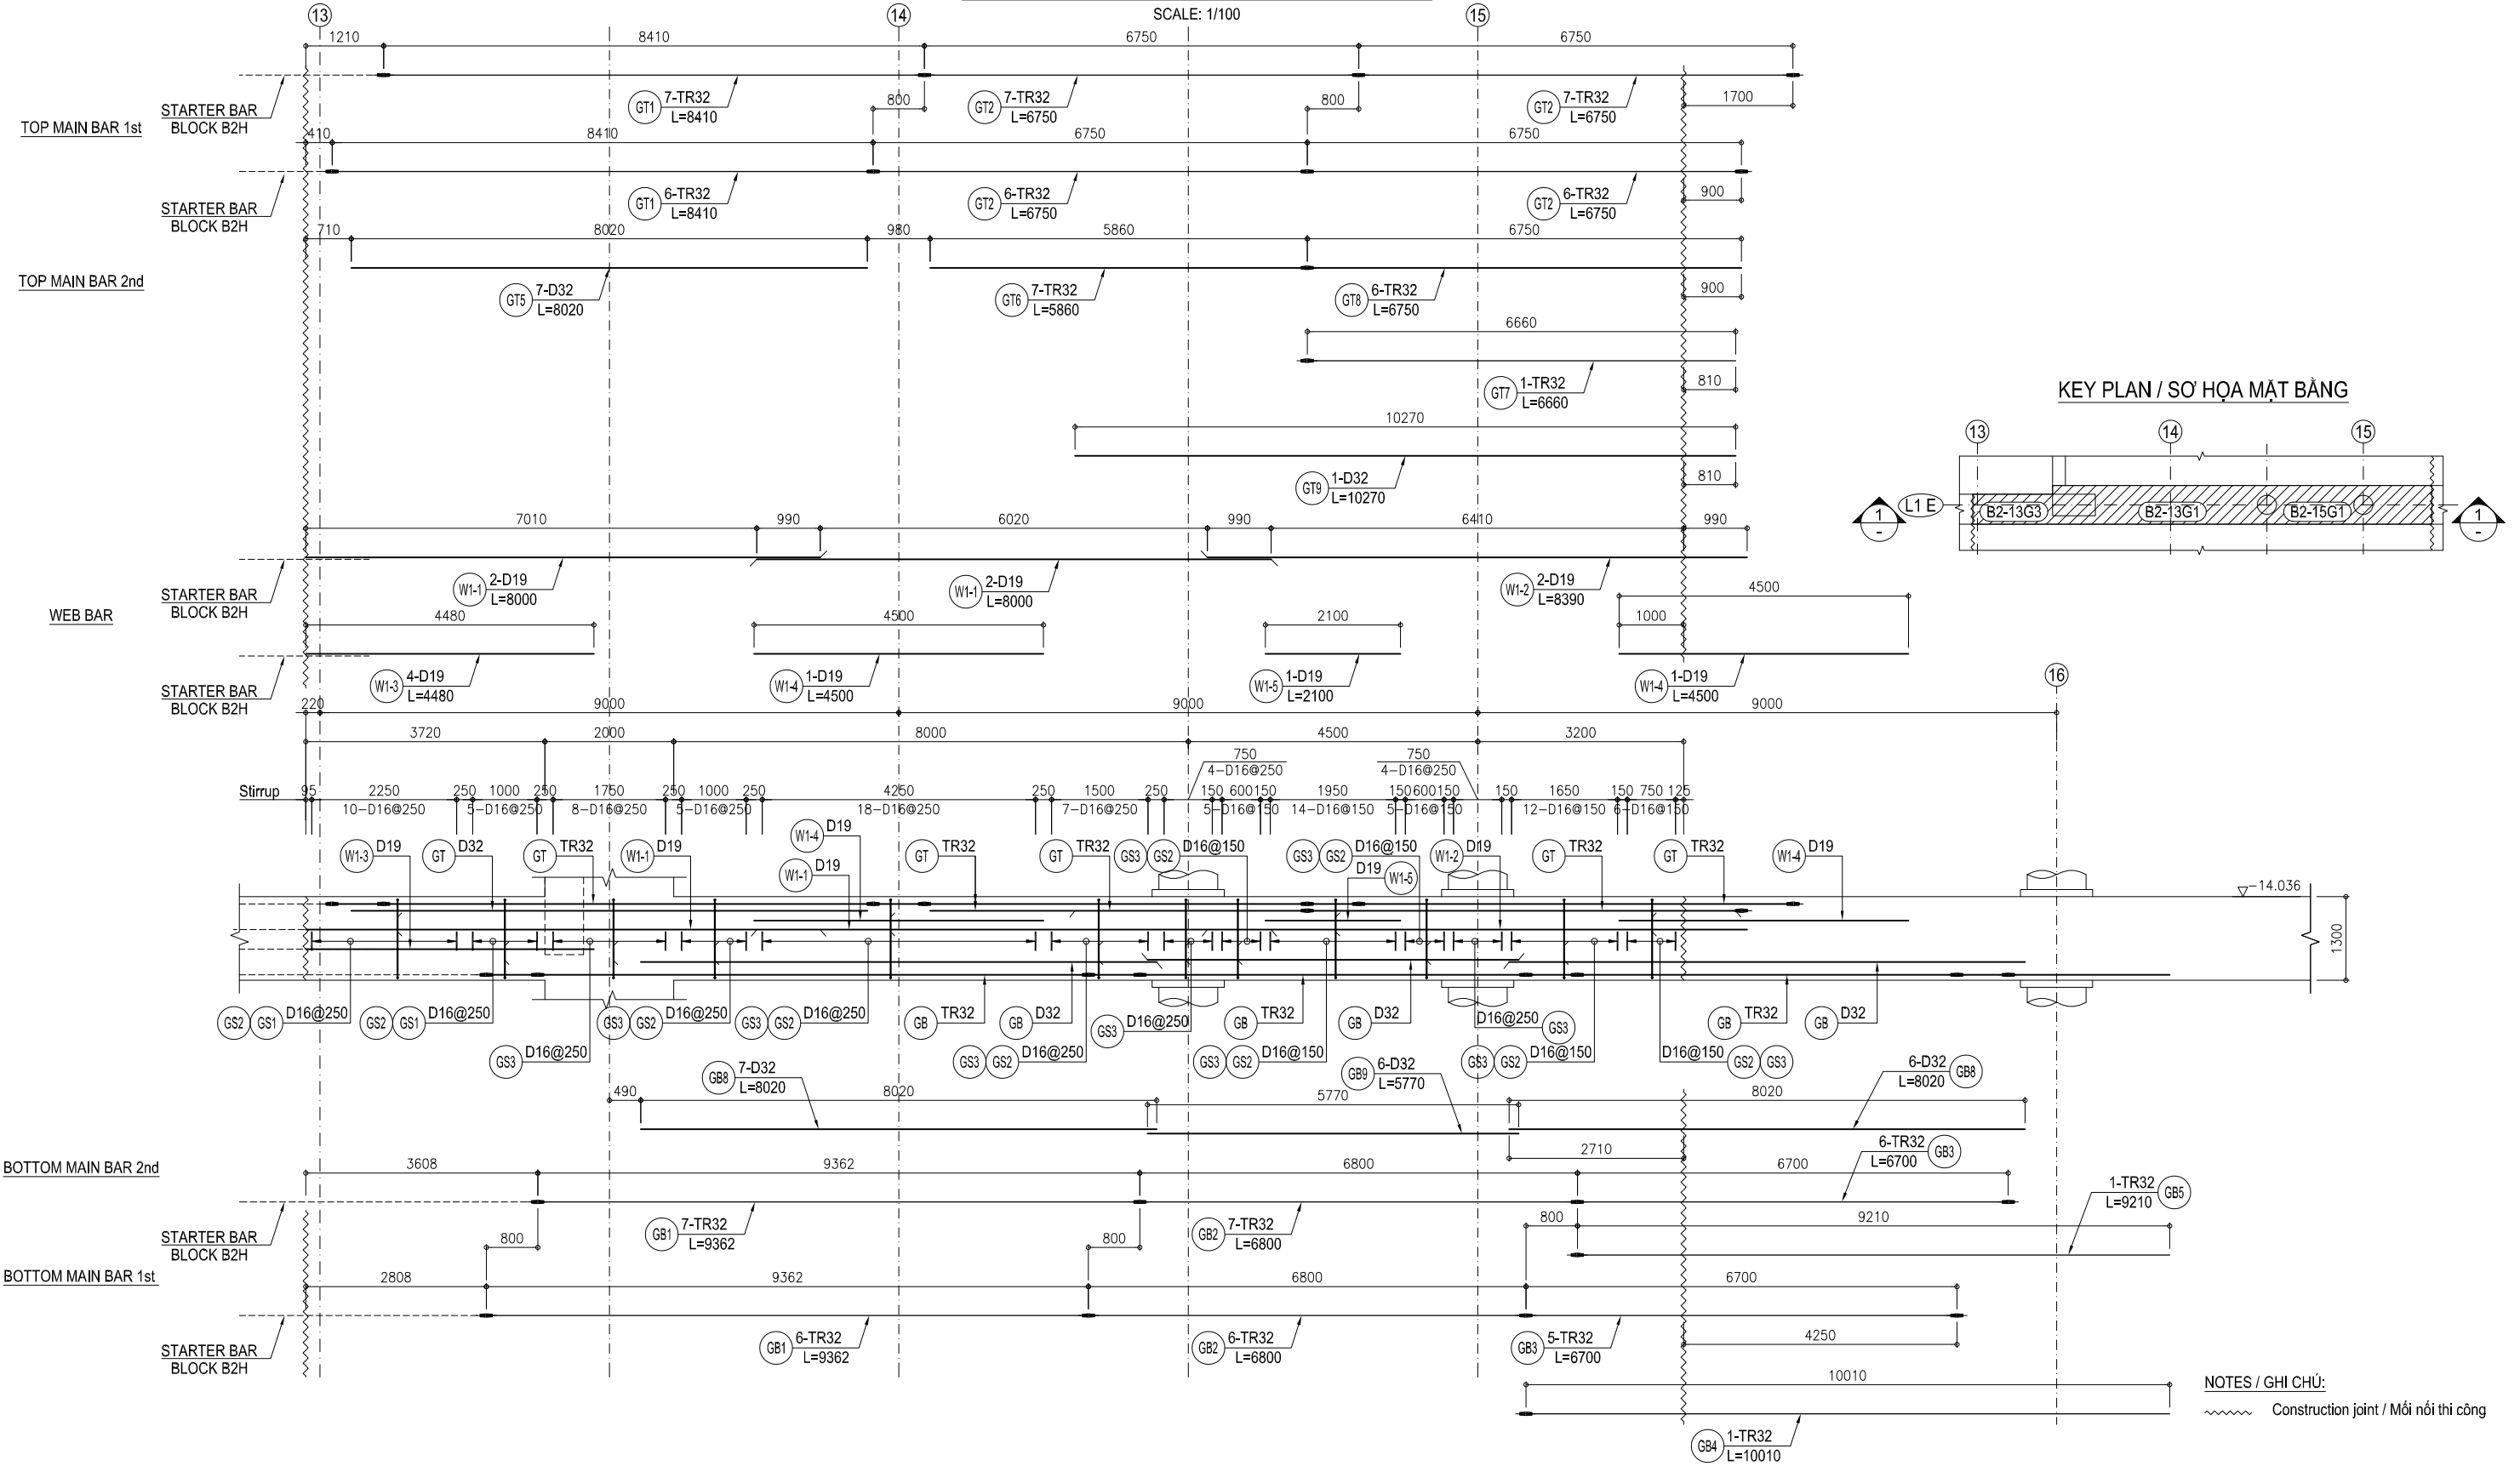 SCALE: 1/100
13
14
15
1210
8410
6750
6750
STARTER BAR
BLOCK B2H
GT1
7-TR32
L=8410
800
GT2
7-TR32
L=6750
800
GT2
7-TR32
L=6750
1700
TOP MAIN BAR 1st
410
8410
6750
6750
STARTER BAR
BLOCK B2H
GT1
6-TR32
L=8410
GT2
6-TR32
L=6750
GT2
6-TR32
L=6750
900
710
8020
980
5860
6750
TOP MAIN BAR 2nd
GT5
7-D32
L=8020
GT6
7-TR32
L=5860
GT8
6-TR32
L=6750
900
6660
GT7
1-TR32
L=6660
810
10270
GT9
1-D32
L=10270
810
KEY PLAN / SƠ HỌA MẶT BẰNG
13
14
15
1
-
L1 E
B2-13G3
B2-13G1
B2-15G1
1
-
7010
990
6020
990
6410
990
STARTER BAR
BLOCK B2H
W1-1
2-D19
L=8000
W1-1
2-D19
L=8000
W1-2
2-D19
L=8390
WEB BAR
4480
4500
2100
4500
1000
STARTER BAR
BLOCK B2H
W1-3
4-D19
L=4480
W1-4
1-D19
L=4500
W1-5
1-D19
L=2100
W1-4
1-D19
L=4500
16
220
9000
9000
9000
3720
2000
8000
4500
3200
750
4-D16@250
750
4-D16@250
Stirrup
95 2250 250 1000 250 1750 250 1000 250 4250 250 1500 250 150 600 150 1950 150 600 150 150 1650 150 750 125
10-D16@250 5-D16@250 8-D16@250 5-D16@250 18-D16@250 7-D16@250 5-D16@150 14-D16@150 5-D16@150 12-D16@150 6-D16@150
W1-4 D19
W1-3 D19
GT D32
GT TR32
W1-1 D19
W1-1 D19
GT TR32
GT TR32
GS3 GS2 D16@150
GS3 GS2 D16@150
D19 W1-5
W1-2 D19
GT TR32
GT TR32
W1-4 D19
-14.036
1300
GS2 GS1 D16@250
GS2 GS1 D16@250
GS3 D16@250
GS3 GS2 D16@250
GS3 GS2 D16@250
GB TR32
GB D32
GS3 GS2 D16@250
GS3 D16@250
GB TR32
GS3 GS2 D16@150
GB D32
D16@250 GS3
GS3 GS2 D16@150
D16@150 GS2 GS3
GB TR32
GB D32
GB8
7-D32
L=8020
GB9
6-D32
L=5770
6-D32
L=8020
GB8
490
8020
5770
8020
2710
6-TR32
L=6700
GB3
BOTTOM MAIN BAR 2nd
3608
9362
6800
6700
1-TR32
L=9210
GB5
STARTER BAR
BLOCK B2H
GB1
7-TR32
L=9362
GB2
7-TR32
L=6800
800
800
800
9210
BOTTOM MAIN BAR 1st
2808
9362
6800
6700
STARTER BAR
BLOCK B2H
GB1
6-TR32
L=9362
GB2
6-TR32
L=6800
GB3
5-TR32
L=6700
4250
10010
GB4
1-TR32
L=10010
NOTES / GHI CHÚ:
Construction joint / Mối nối thi công